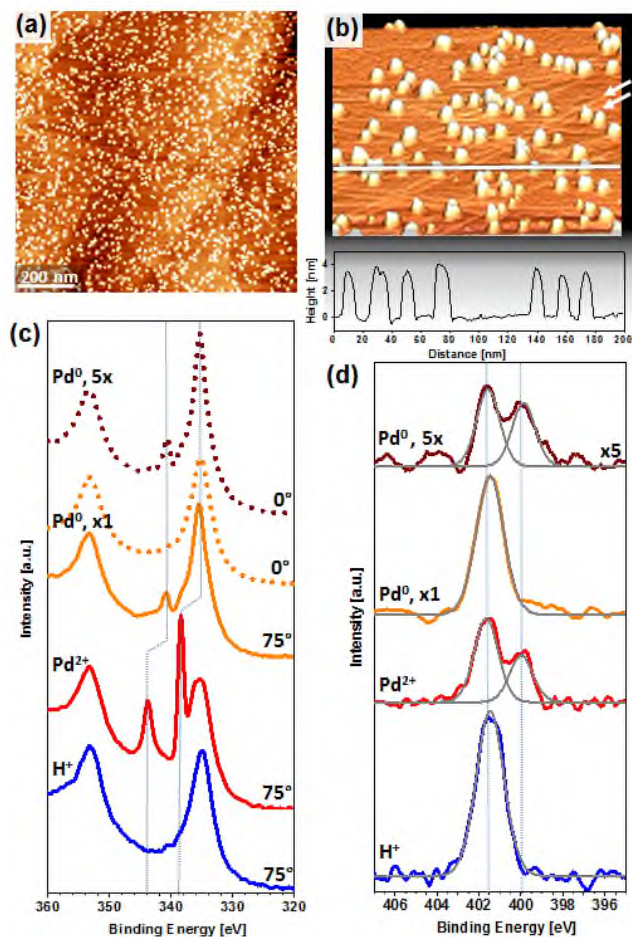 (a)
200 nm
(b)
Height [nm]
4
2
0
0 20 40 60 80 100 120 140 160 180 200
Distance [nm]
(c)
Pd⁰, 5x
0°
Pd⁰, x1
0°
75°
Pd²⁺
75°
H⁺
75°
Intensity [a.u.]
360 350 340 330 320
Binding Energy [eV]
(d)
Pd⁰, 5x
x5
Pd⁰, x1
Pd²⁺
H⁺
Intensity [a.u.]
406 404 402 400 398 396
Binding Energy [eV]